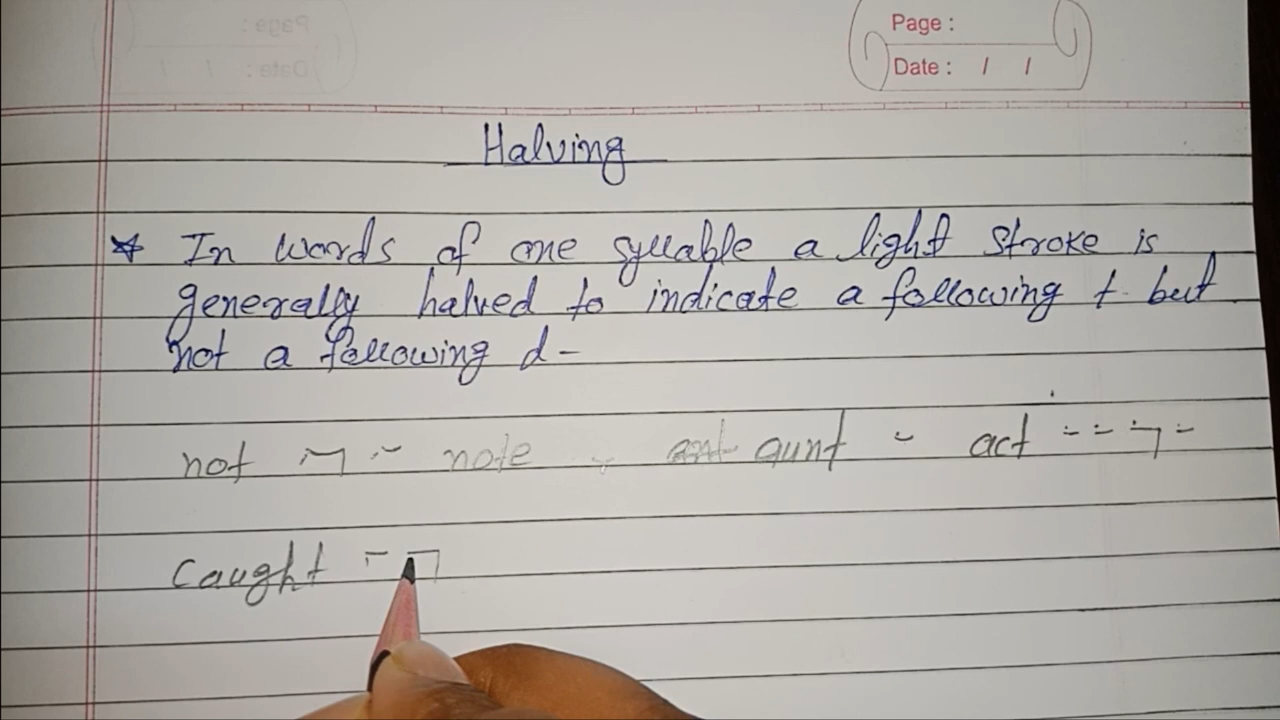 Page :
Date : / /
Halving
* In words of one syllable a light stroke is
generally halved to indicate a following t but
not a following d -
not note aunt act
Caught